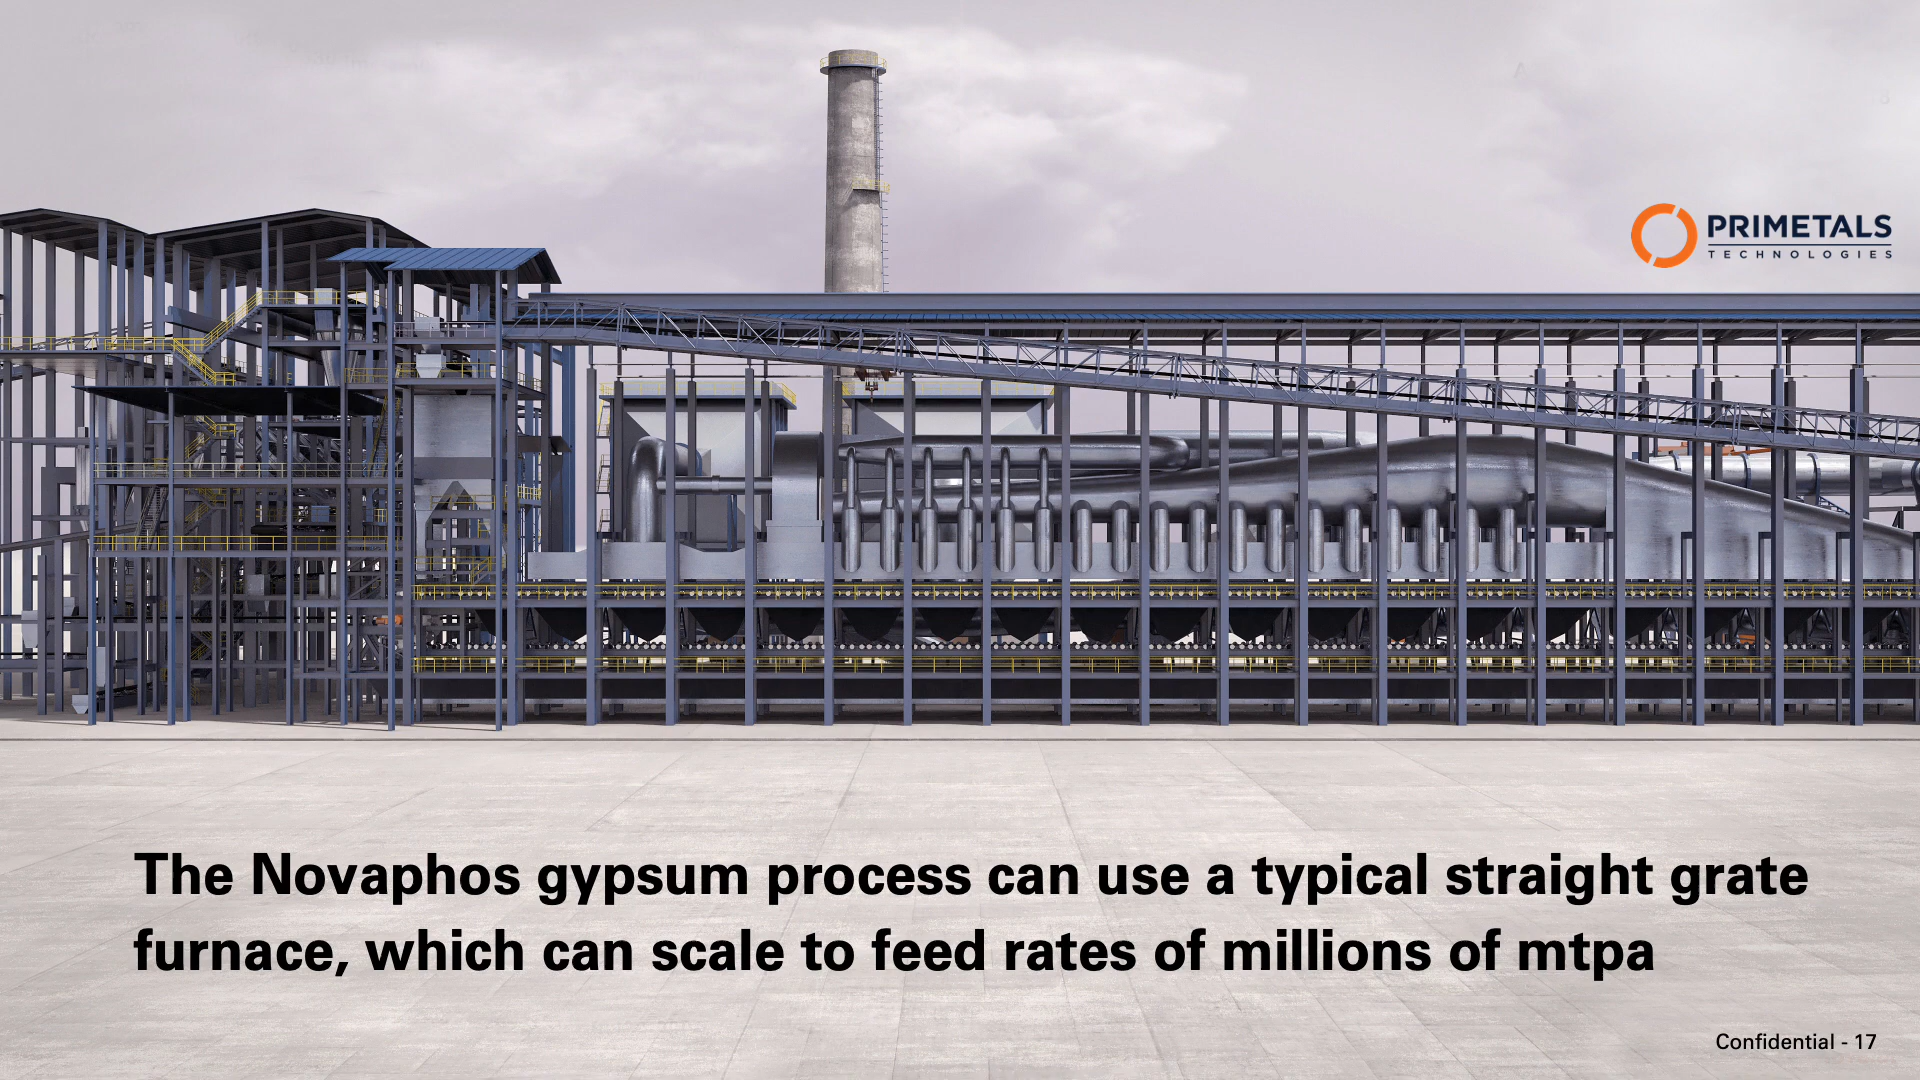 PRIMETALS
TECHNOLOGIES
The Novaphos gypsum process can use a typical straight grate
furnace, which can scale to feed rates of millions of mtpa
Confidential - 17